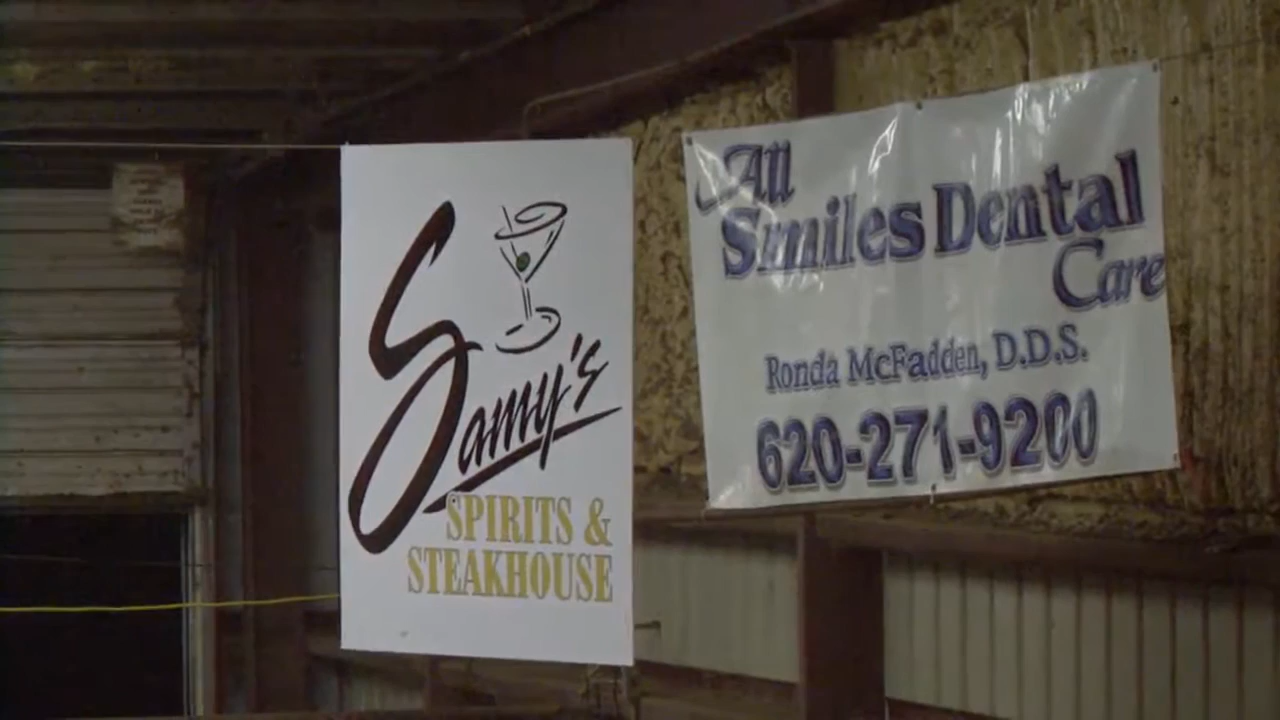 Samy's
SPIRITS &
STEAKHOUSE
All
Smiles Dental
Care
Ronda McFadden, D.D.S.
620-271-9200